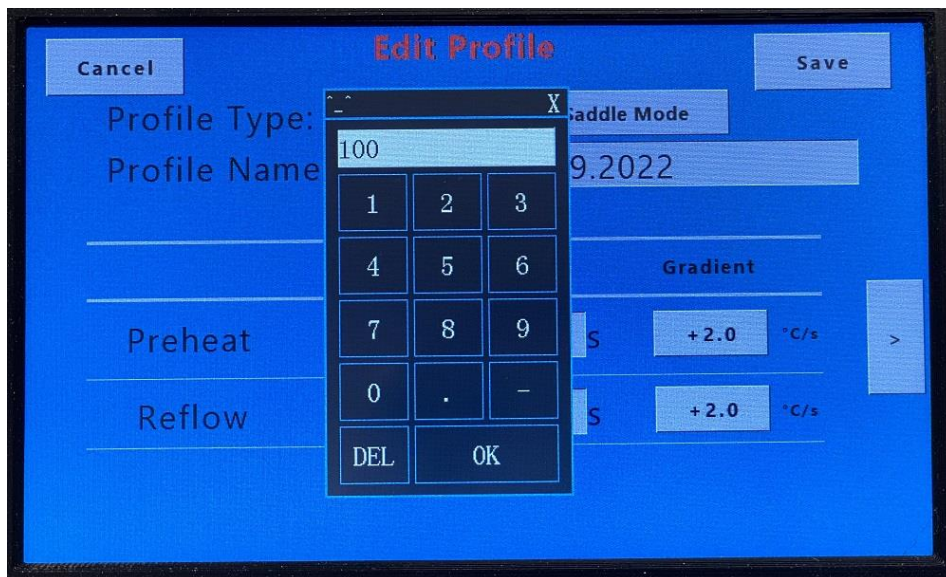 Edit Profile
Cancel
Save
^_^ X
Profile Type: Saddle Mode
100
Profile Name 9.2022
1 2 3
4 5 6
Gradient
7 8 9
Preheat s +2.0 °C/s
>
0 . -
Reflow s +2.0 °C/s
DEL OK